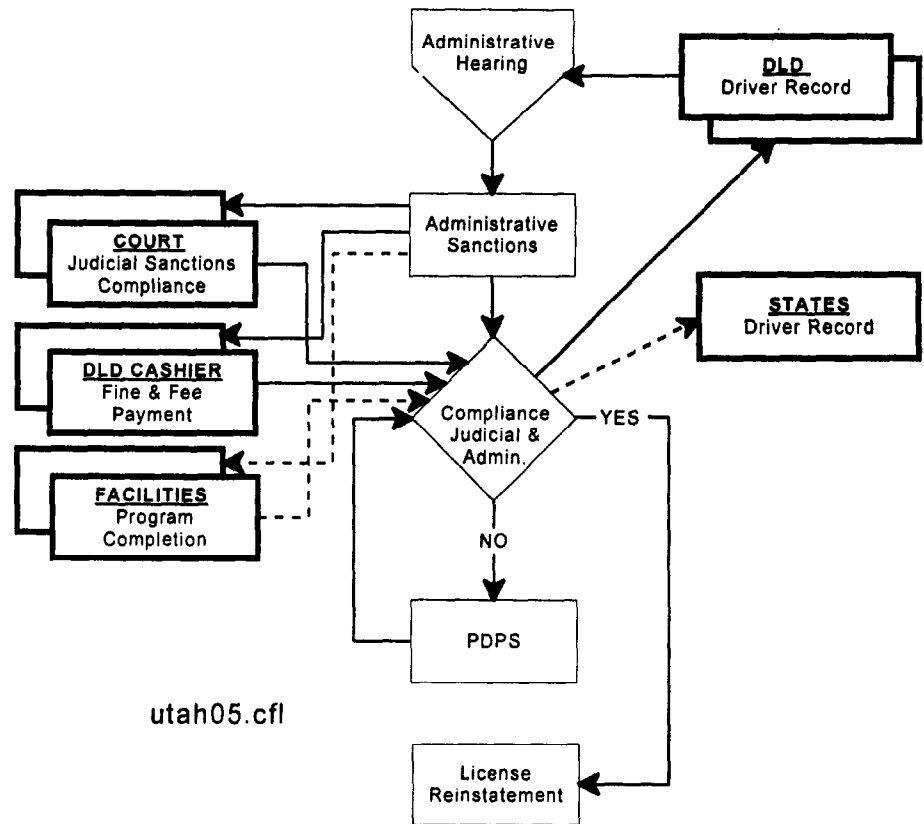 Administrative
Hearing
DLD
Driver Record
Administrative
Sanctions
COURT
Judicial Sanctions
Compliance
STATES
Driver Record
DLD CASHIER
Fine & Fee
Payment
Compliance
Judicial &
Admin.
YES
FACILITIES
Program
Completion
NO
PDPS
utah05.cfl
License
Reinstatement